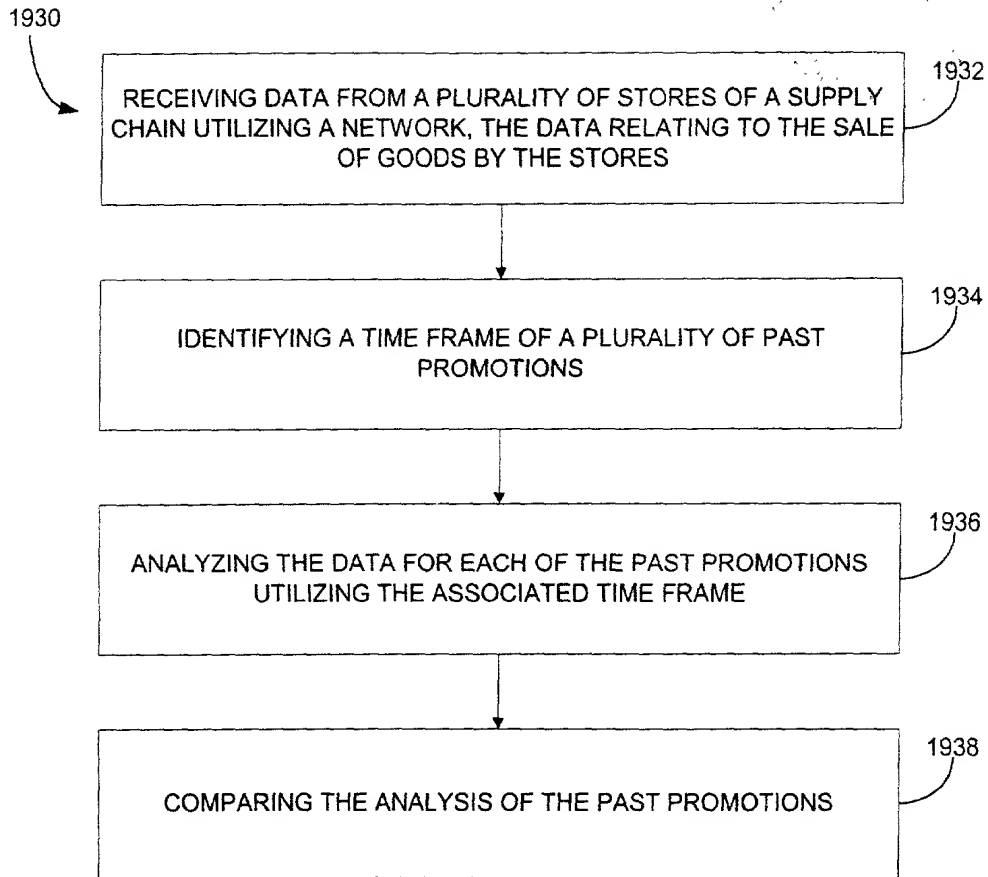 1930
1932
RECEIVING DATA FROM A PLURALITY OF STORES OF A SUPPLY
CHAIN UTILIZING A NETWORK, THE DATA RELATING TO THE SALE
OF GOODS BY THE STORES
1934
IDENTIFYING A TIME FRAME OF A PLURALITY OF PAST
PROMOTIONS
1936
ANALYZING THE DATA FOR EACH OF THE PAST PROMOTIONS
UTILIZING THE ASSOCIATED TIME FRAME
1938
COMPARING THE ANALYSIS OF THE PAST PROMOTIONS